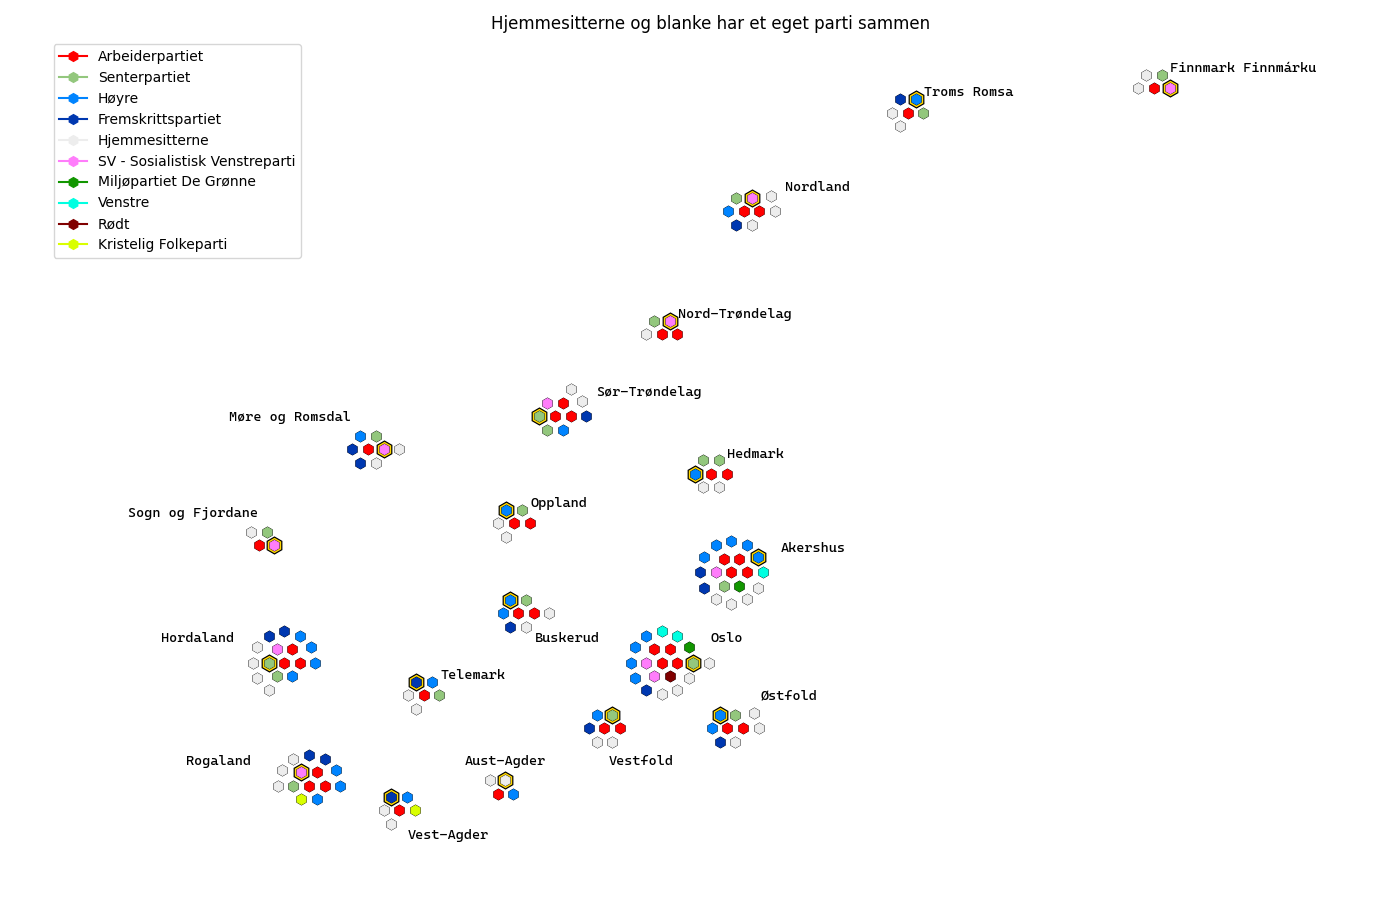 Hjemmesitterne og blanke har et eget parti sammen
Arbeiderpartiet
Senterpartiet
Høyre
Fremskrittspartiet
Hjemmesitterne
SV - Sosialistisk Venstreparti
Miljøpartiet De Grønne
Venstre
Rødt
Kristelig Folkeparti
Finnmark Finnmárku
Troms Romsa
Nordland
Nord-Trøndelag
Sør-Trøndelag
Møre og Romsdal
Hedmark
Oppland
Sogn og Fjordane
Akershus
Buskerud
Hordaland
Oslo
Telemark
Østfold
Rogaland
Aust-Agder
Vestfold
Vest-Agder